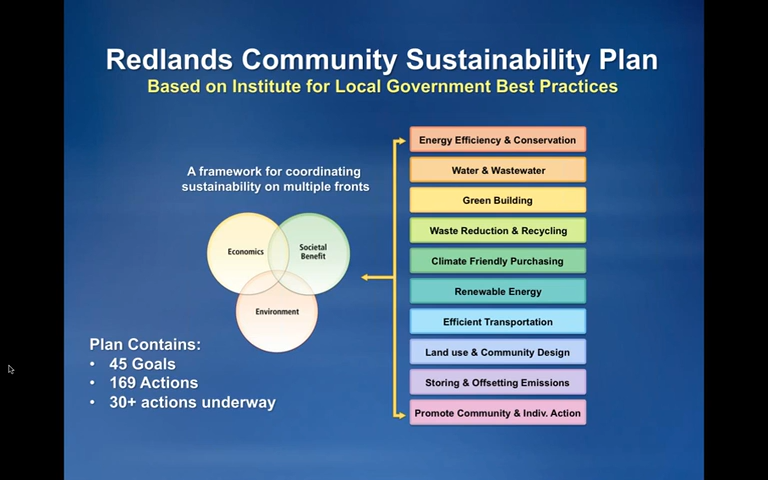 Redlands Community Sustainability Plan
Based on Institute for Local Government Best Practices
A framework for coordinating
sustainability on multiple fronts
Economics
Societal
Benefit
Environment
Plan Contains:
• 45 Goals
• 169 Actions
• 30+ actions underway
Energy Efficiency & Conservation
Water & Wastewater
Green Building
Waste Reduction & Recycling
Climate Friendly Purchasing
Renewable Energy
Efficient Transportation
Land use & Community Design
Storing & Offsetting Emissions
Promote Community & Indiv. Action